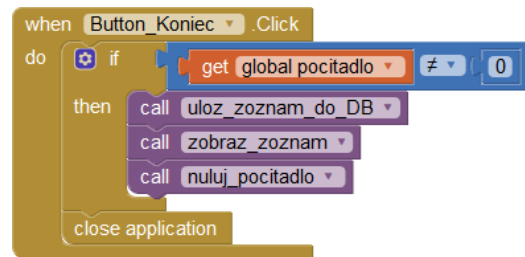 when Button_Koniec .Click
do if get global pocitadlo ≠ 0
then call uloz_zoznam_do_DB
call zobraz_zoznam
call nuluj_pocitadlo
close application